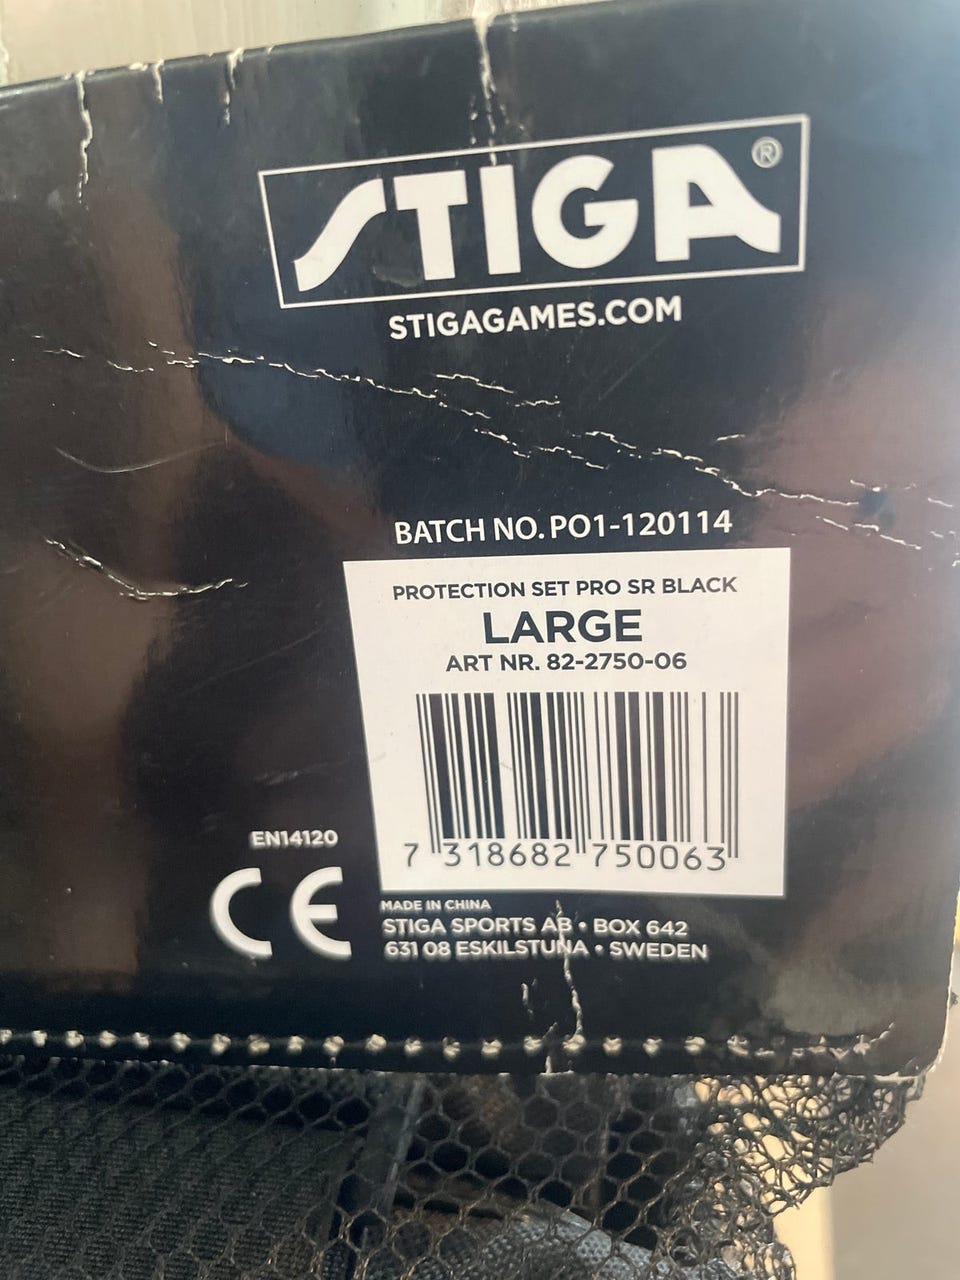 STIGA®
STIGAGAMES.COM
BATCH NO. PO1-120114
PROTECTION SET PRO SR BLACK
LARGE
ART NR. 82-2750-06
7 318682 750063
EN14120
CE
MADE IN CHINA
STIGA SPORTS AB • BOX 642
631 08 ESKILSTUNA • SWEDEN